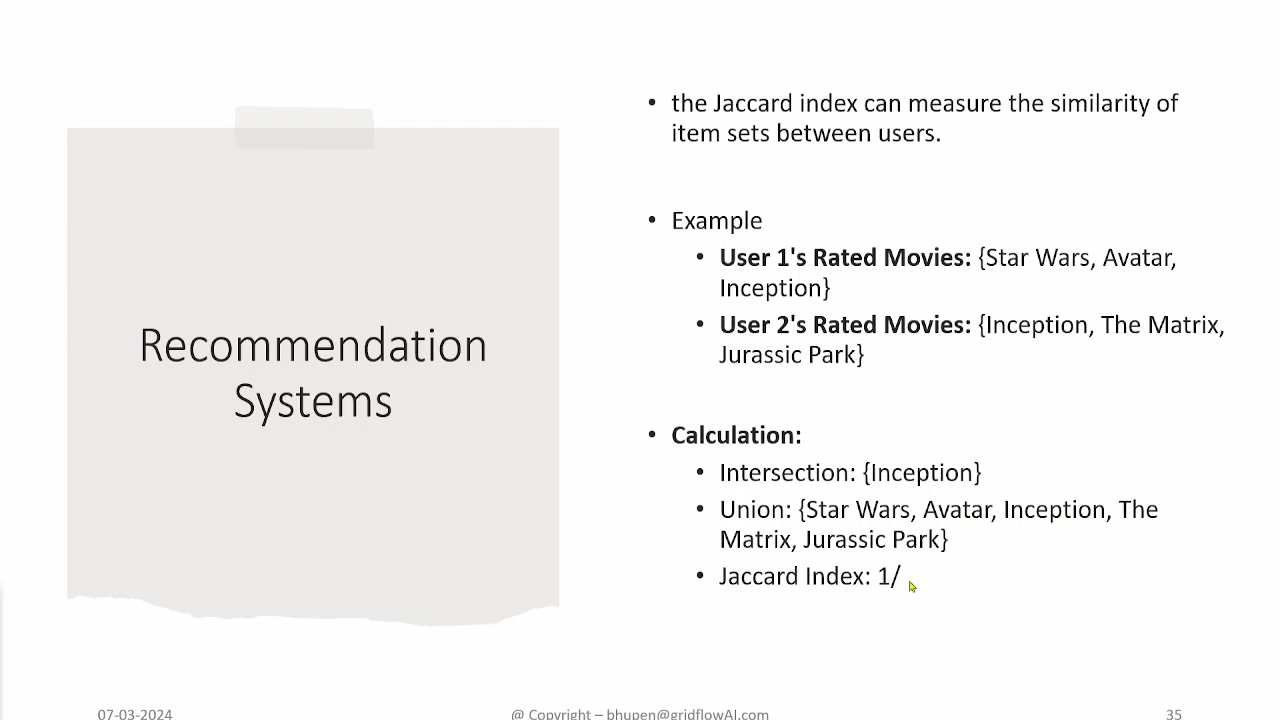 Recommendation
Systems
• the Jaccard index can measure the similarity of
item sets between users.
• Example
• User 1's Rated Movies: {Star Wars, Avatar,
Inception}
• User 2's Rated Movies: {Inception, The Matrix,
Jurassic Park}
• Calculation:
• Intersection: {Inception}
• Union: {Star Wars, Avatar, Inception, The
Matrix, Jurassic Park}
• Jaccard Index: 1/
07-03-2024
@ Copyright – bhupen@gridflowAI.com
35